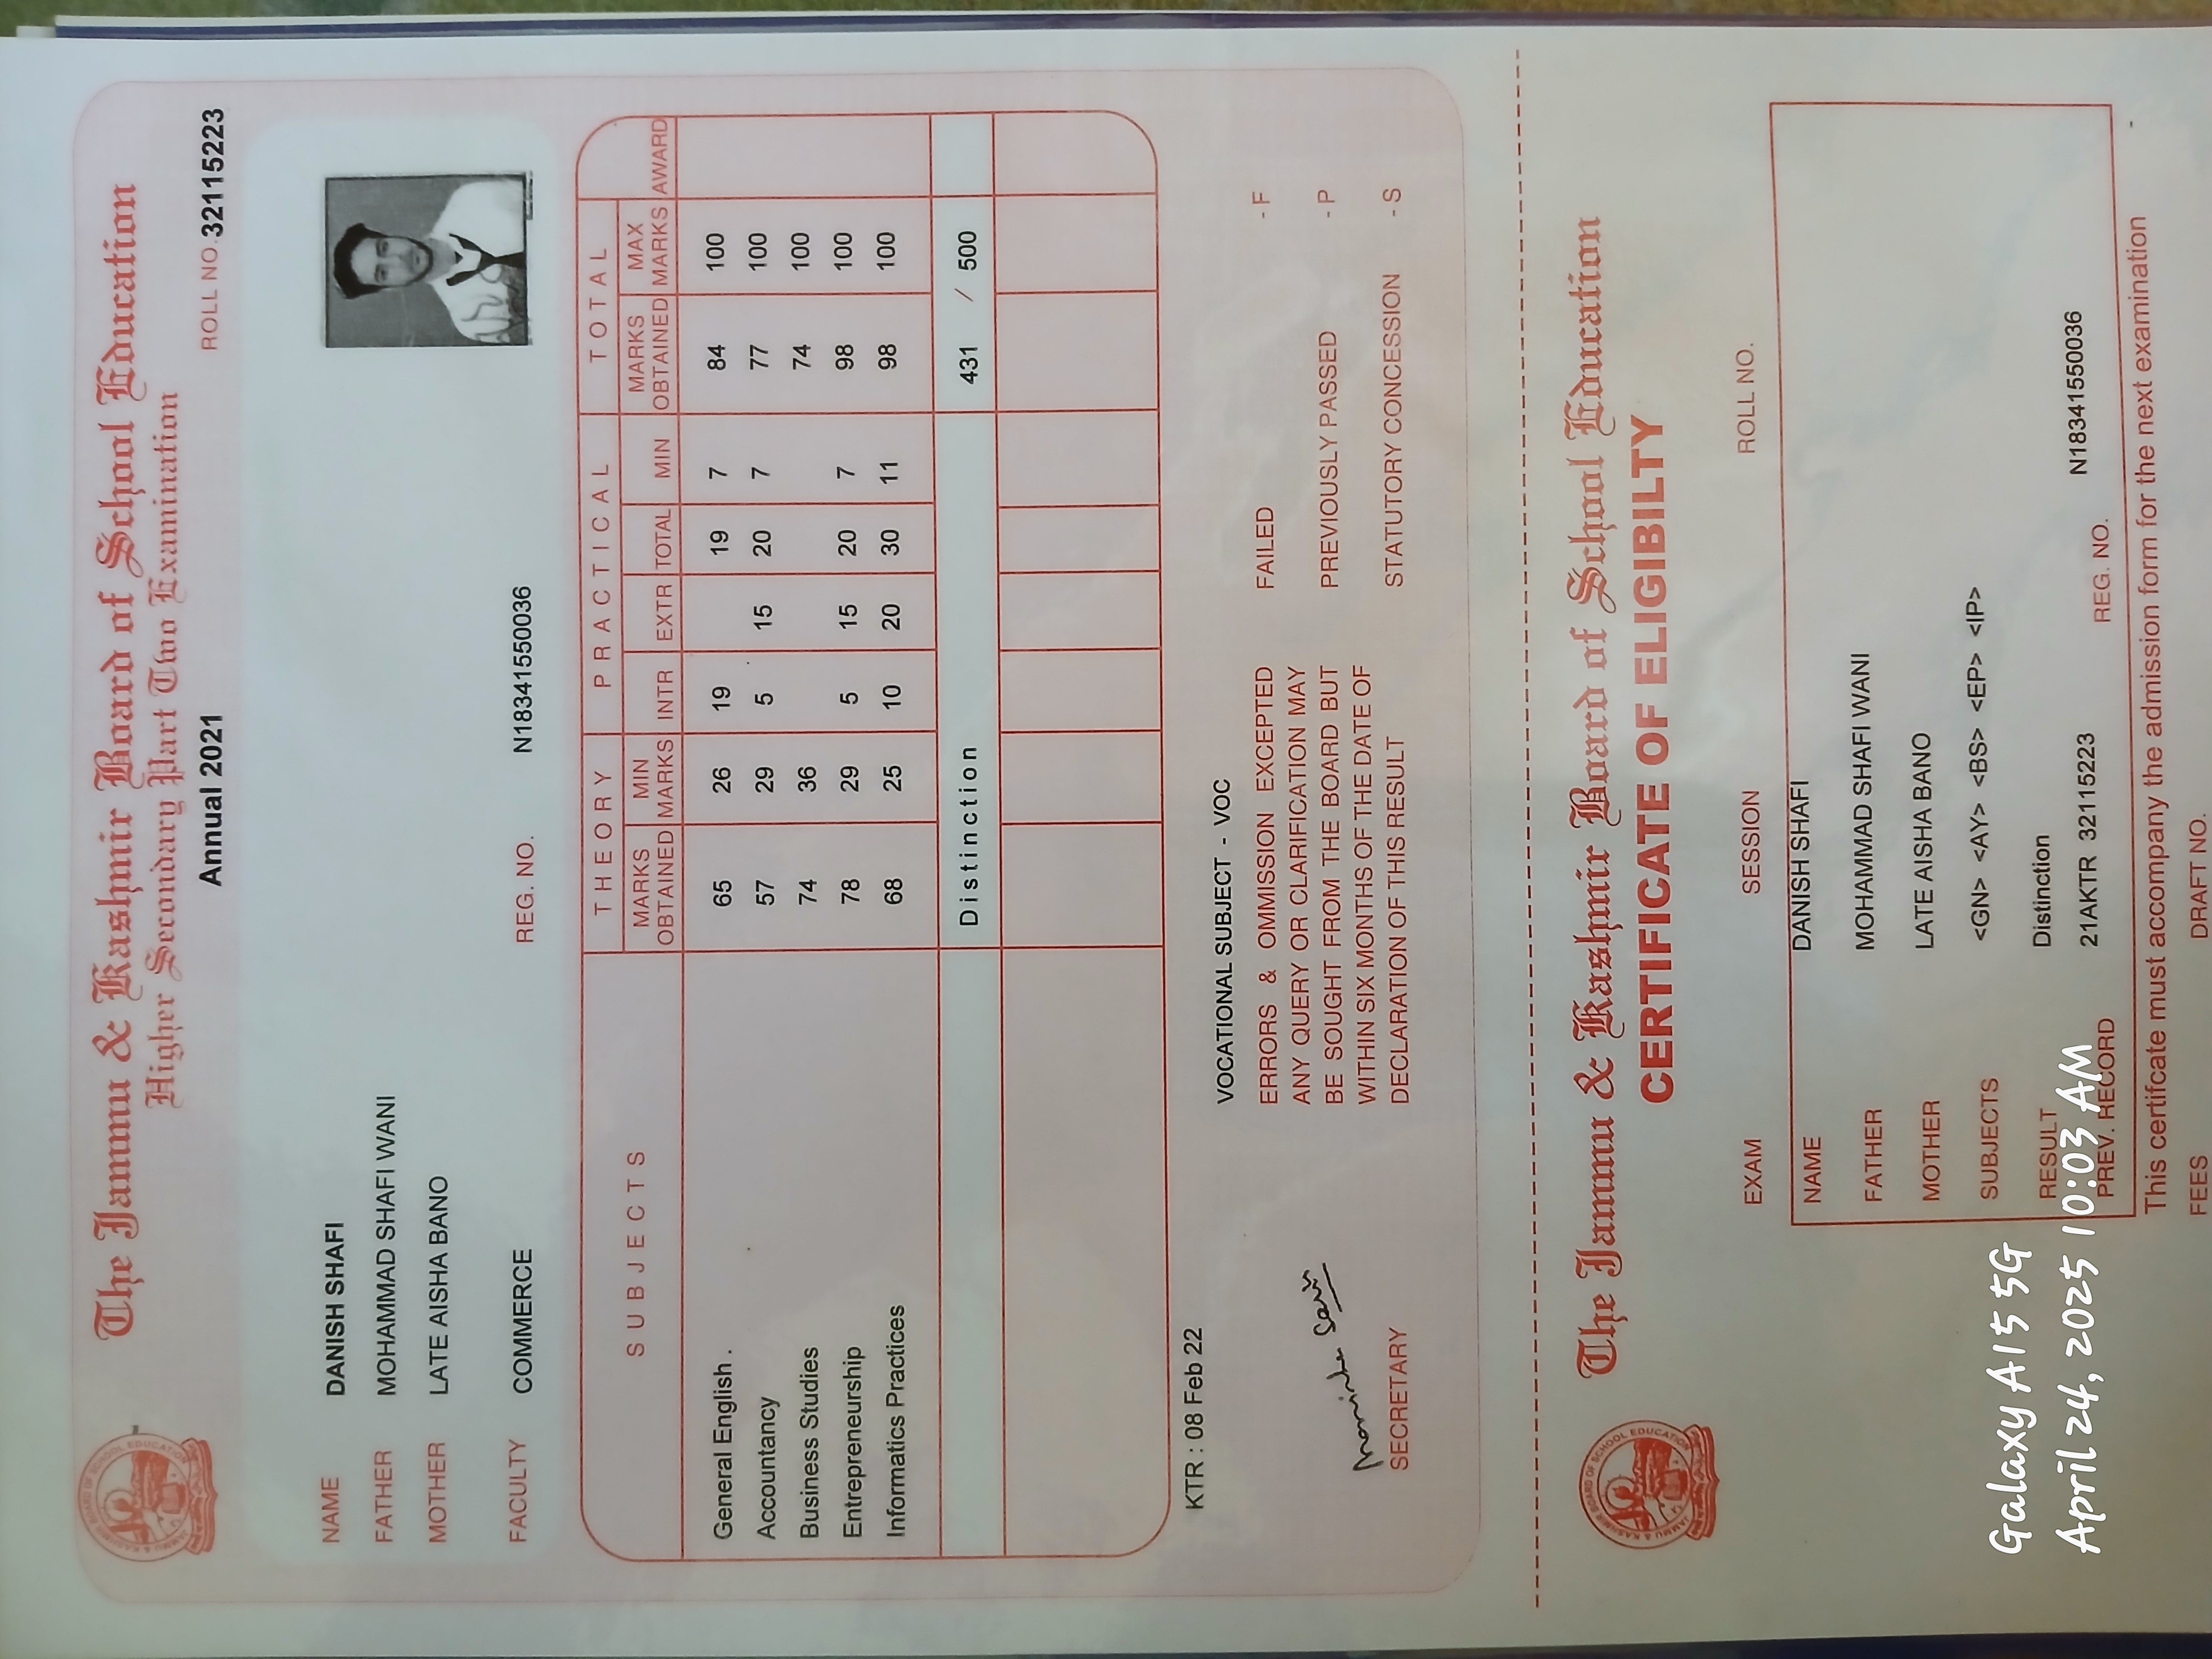 The Jammu & Kashmir Board of School Education
Higher Secondary Part Two Examination
Annual 2021
ROLL NO. 32115223
NAME DANISH SHAFI
FATHER MOHAMMAD SHAFI WANI
MOTHER LATE AISHA BANO
FACULTY COMMERCE REG. NO. N18341550036
SUBJECTS THEORY PRACTICAL TOTAL
MARKS OBTAINED MIN MARKS INTR EXTR TOTAL MIN MARKS OBTAINED MAX MARKS AWARD
General English . 65 26 19 19 7 84 100
Accountancy 57 29 5 15 20 7 77 100
Business Studies 74 36 74 100
Entrepreneurship 78 29 5 15 20 7 98 100
Informatics Practices 68 25 10 20 30 11 98 100
Distinction 431 / 500
KTR : 08 Feb 22
VOCATIONAL SUBJECT - VOC
ERRORS & OMMISSION EXCEPTED FAILED - F
ANY QUERY OR CLARIFICATION MAY
BE SOUGHT FROM THE BOARD BUT PREVIOUSLY PASSED - P
WITHIN SIX MONTHS OF THE DATE OF
DECLARATION OF THIS RESULT STATUTORY CONCESSION - S
SECRETARY
The Jammu & Kashmir Board of School Education
CERTIFICATE OF ELIGIBILTY
EXAM SESSION ROLL NO.
NAME DANISH SHAFI
FATHER MOHAMMAD SHAFI WANI
MOTHER LATE AISHA BANO
SUBJECTS <GN> <AY> <BS> <EP> <IP>
RESULT Distinction
PREV. RECORD 21AKTR 32115223 REG. NO. N18341550036
This certifcate must accompany the admission form for the next examination
FEES DRAFT NO.
Galaxy A15 5G
April 24, 2025 10:03 AM